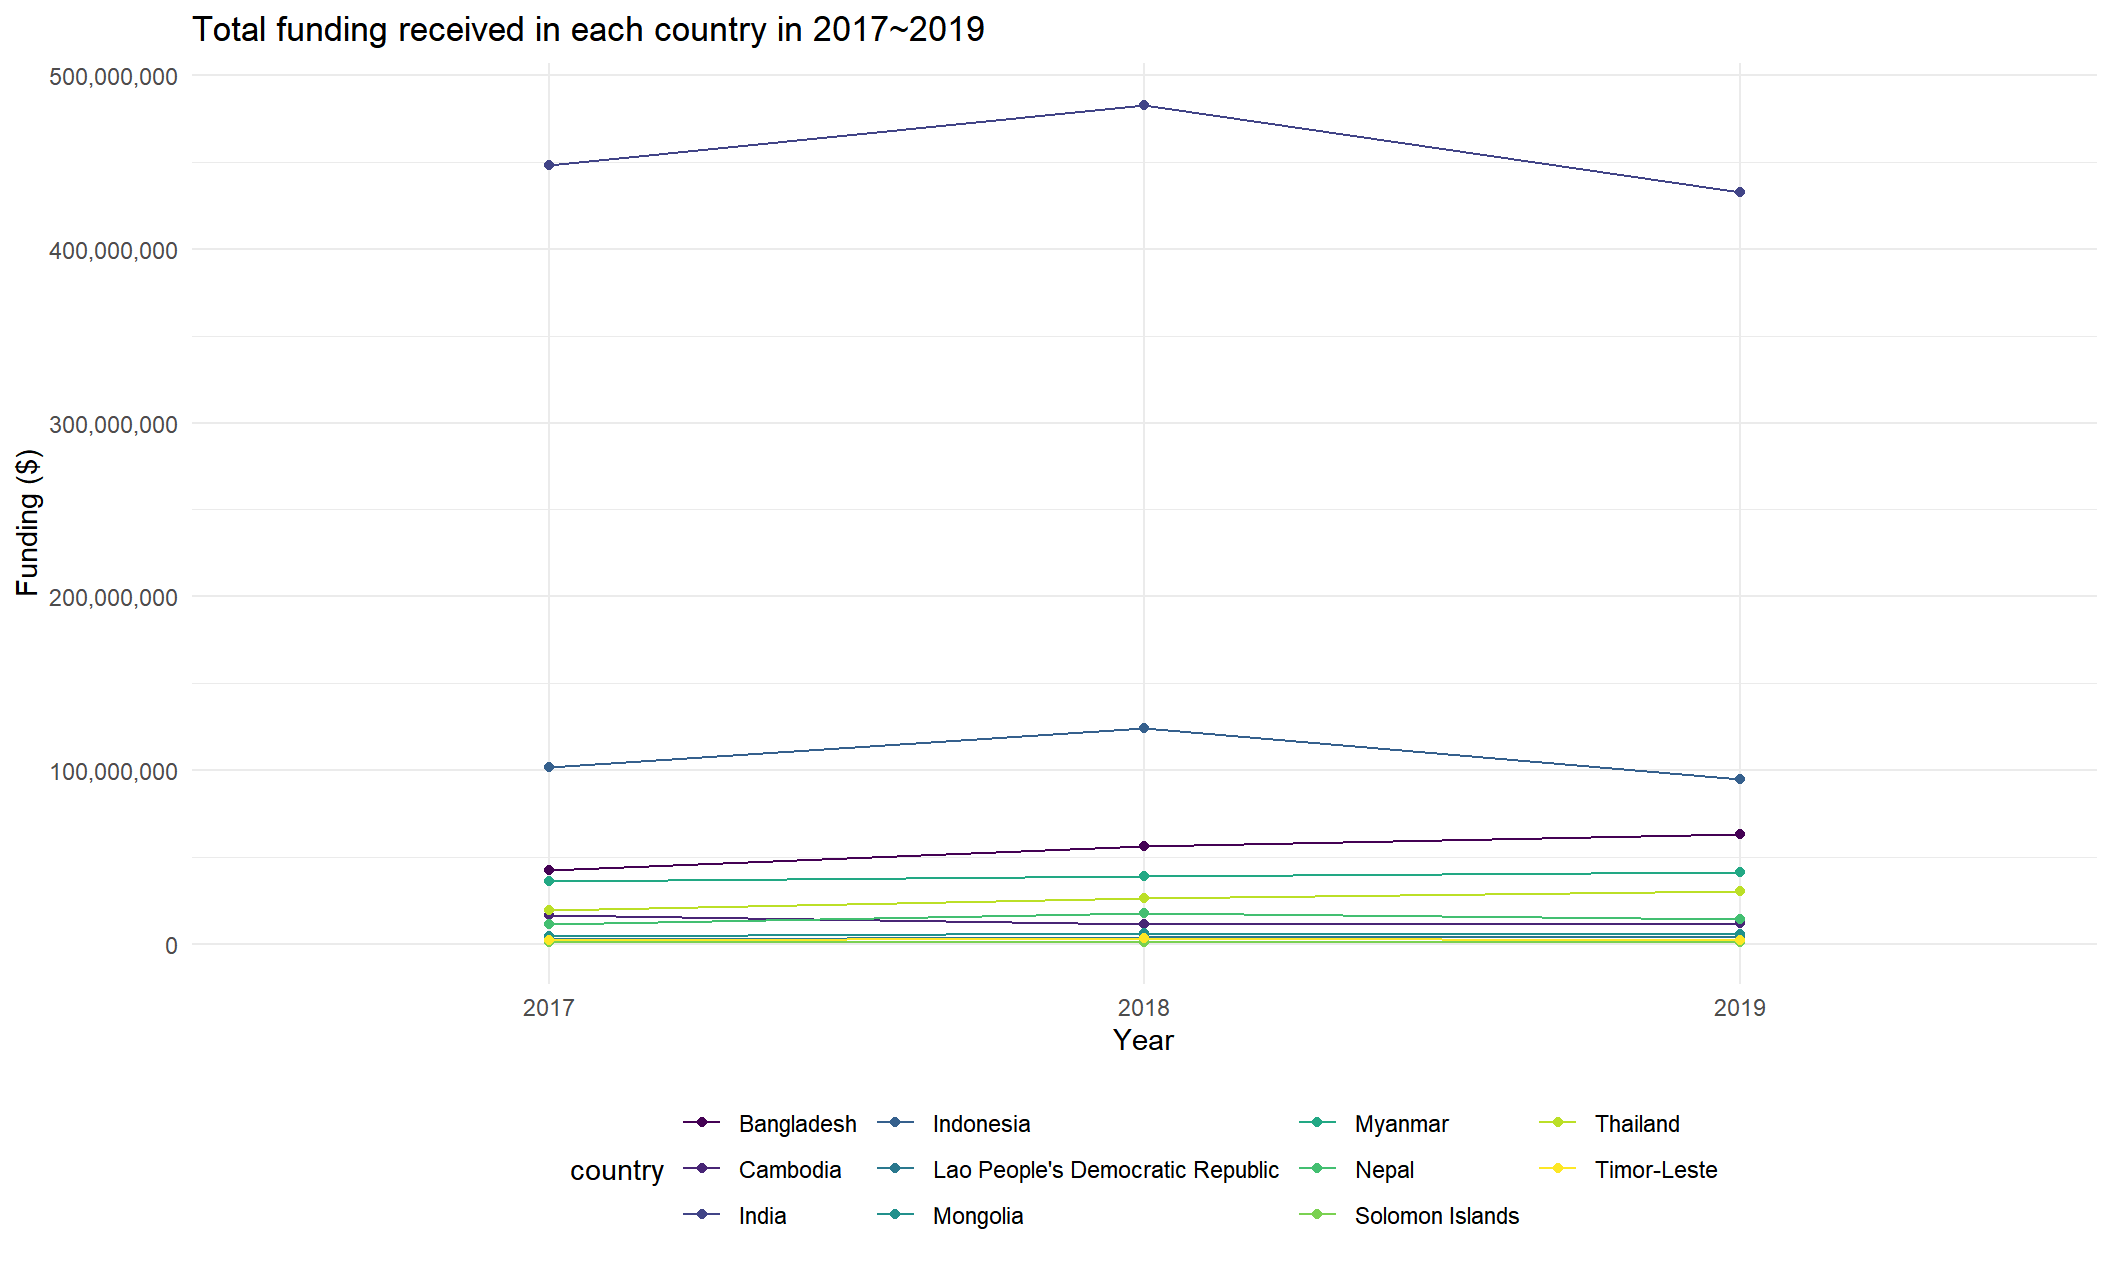 Total funding received in each country in 2017~2019
500,000,000
400,000,000
300,000,000
200,000,000
100,000,000
0
Funding ($)
2017 2018 2019
Year
country
Bangladesh Indonesia Myanmar Thailand
Cambodia Lao People's Democratic Republic Nepal Timor-Leste
India Mongolia Solomon Islands